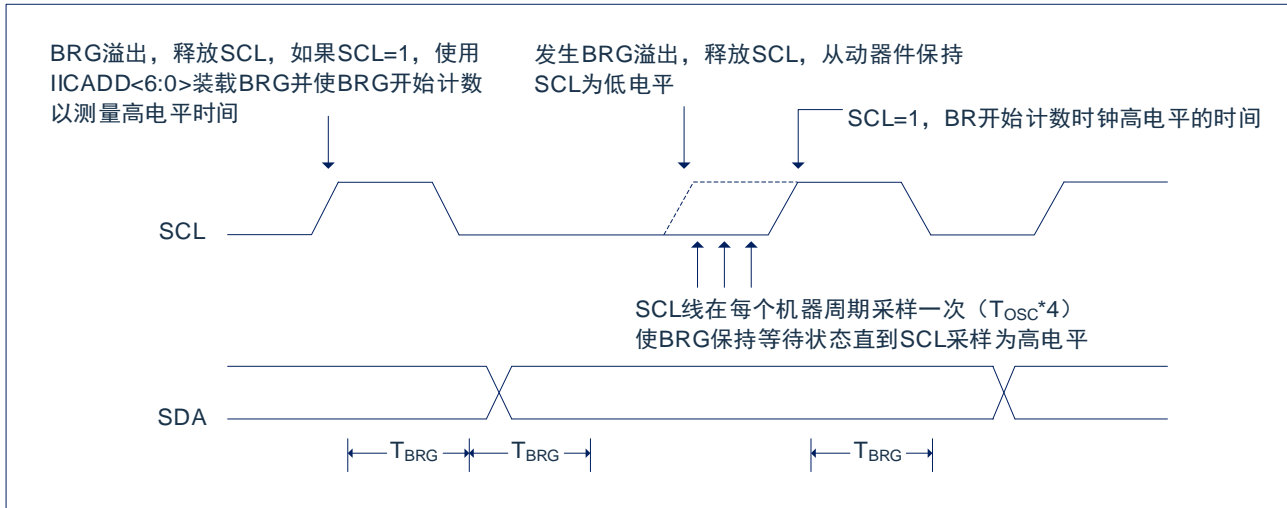 BRG溢出，释放SCL，如果SCL=1，使用
IICADD<6:0>装载BRG并使BRG开始计数
以测量高电平时间
发生BRG溢出，释放SCL，从动器件保持
SCL为低电平
SCL=1，BR开始计数时钟高电平的时间
SCL
SCL线在每个机器周期采样一次（TOSC*4）
使BRG保持等待状态直到SCL采样为高电平
SDA
TBRG
TBRG
TBRG